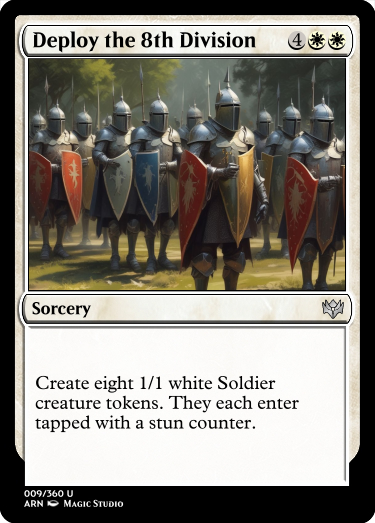 Deploy the 8th Division 4
Sorcery
Create eight 1/1 white Soldier
creature tokens. They each enter
tapped with a stun counter.
009/360 U
ARN Magic Studio